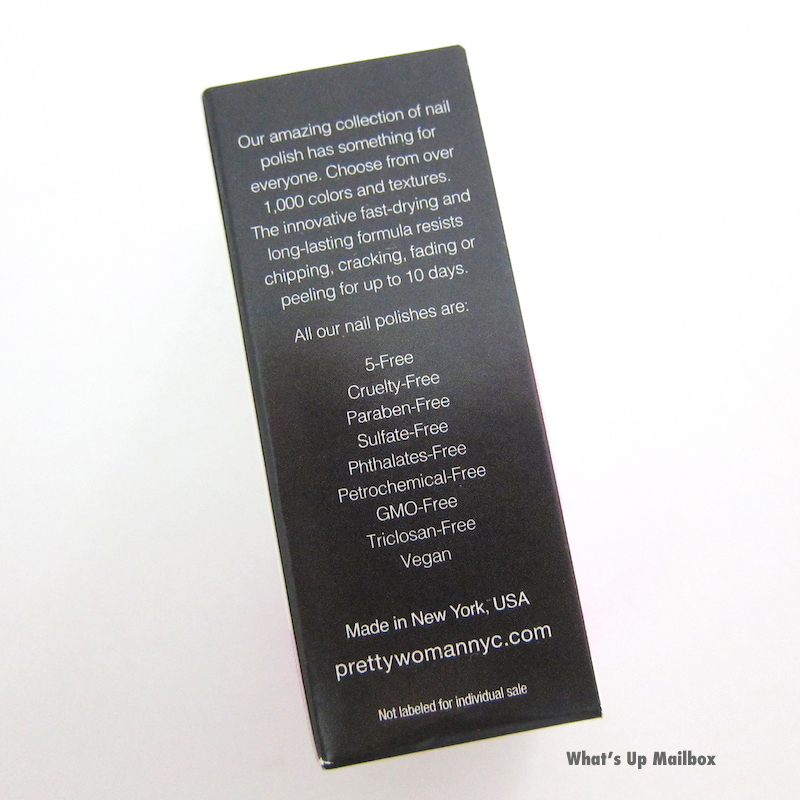 Our amazing collection of nail
polish has something for
everyone. Choose from over
1,000 colors and textures.
The innovative fast-drying and
long-lasting formula resists
chipping, cracking, fading or
peeling for up to 10 days.
All our nail polishes are:
5-Free
Cruelty-Free
Paraben-Free
Sulfate-Free
Phthalates-Free
Petrochemical-Free
GMO-Free
Triclosan-Free
Vegan
Made in New York, USA
prettywomannyc.com
Not labeled for individual sale
What's Up Mailbox